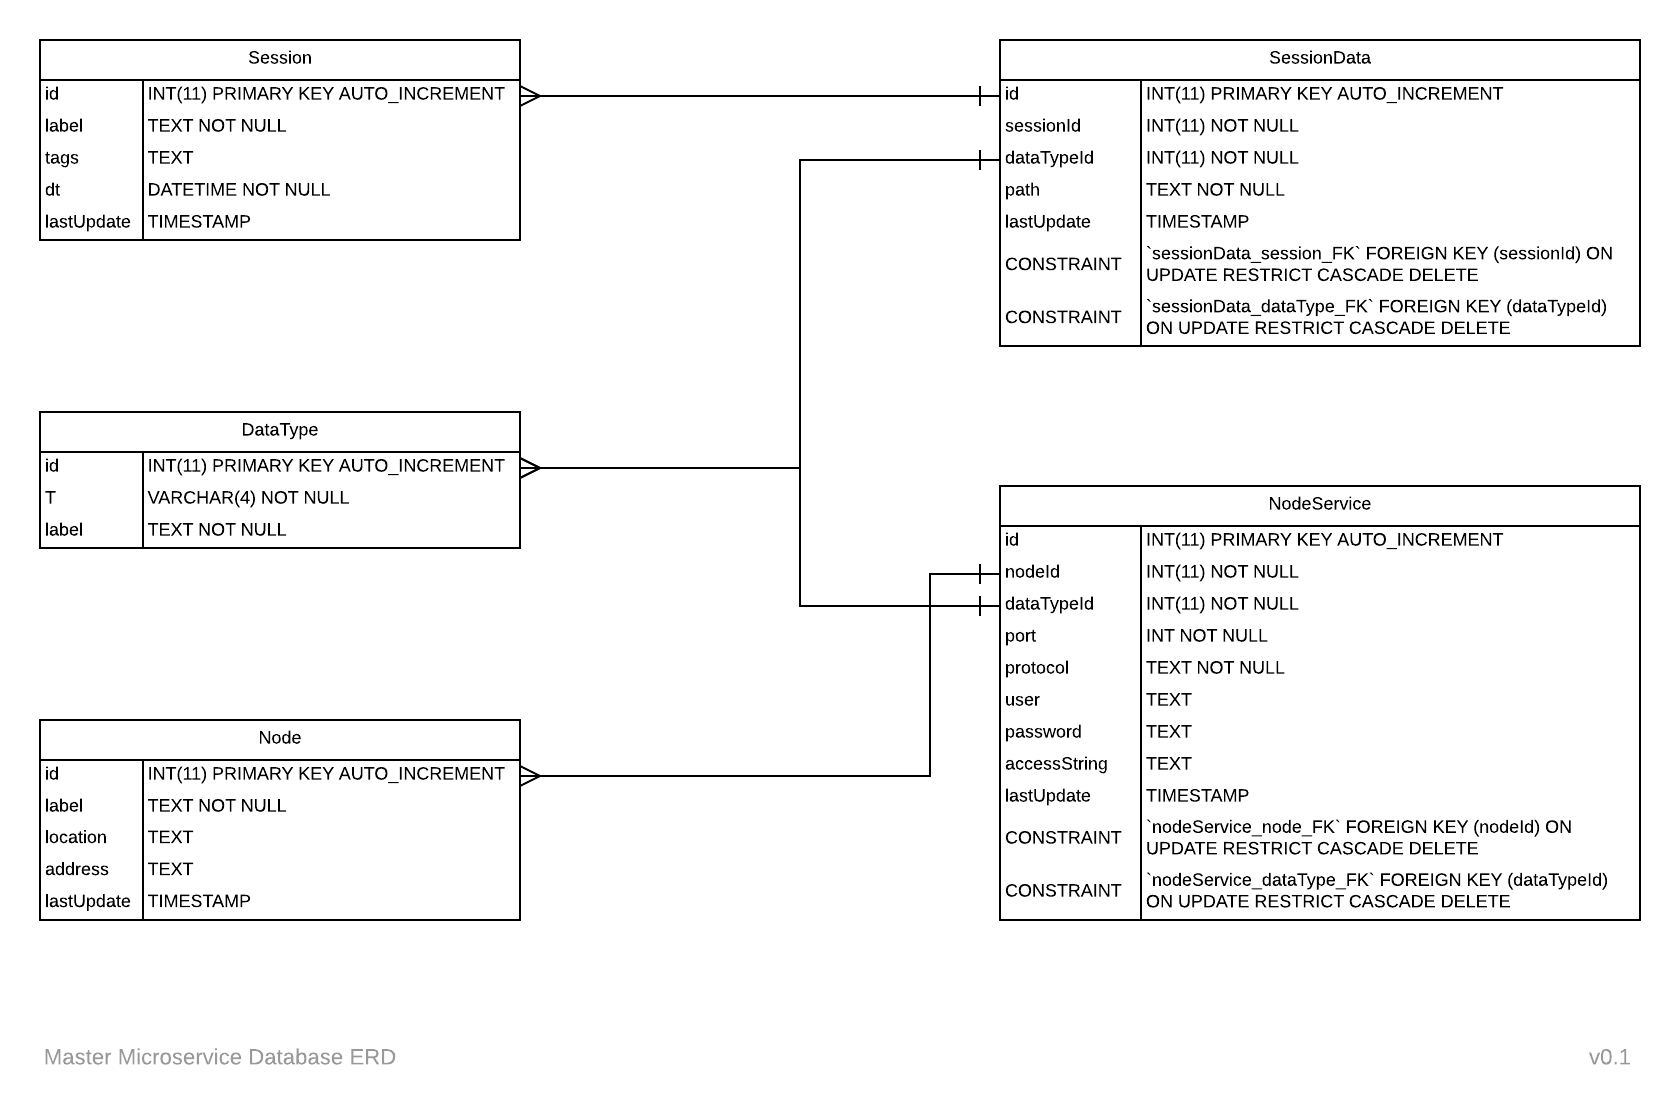 Session
id INT(11) PRIMARY KEY AUTO_INCREMENT
label TEXT NOT NULL
tags TEXT
dt DATETIME NOT NULL
lastUpdate TIMESTAMP
SessionData
id INT(11) PRIMARY KEY AUTO_INCREMENT
sessionId INT(11) NOT NULL
dataTypeId INT(11) NOT NULL
path TEXT NOT NULL
lastUpdate TIMESTAMP
CONSTRAINT `sessionData_session_FK` FOREIGN KEY (sessionId) ON
UPDATE RESTRICT CASCADE DELETE
CONSTRAINT `sessionData_dataType_FK` FOREIGN KEY (dataTypeId)
ON UPDATE RESTRICT CASCADE DELETE
DataType
id INT(11) PRIMARY KEY AUTO_INCREMENT
T VARCHAR(4) NOT NULL
label TEXT NOT NULL
NodeService
id INT(11) PRIMARY KEY AUTO_INCREMENT
nodeId INT(11) NOT NULL
dataTypeId INT(11) NOT NULL
port INT NOT NULL
protocol TEXT NOT NULL
user TEXT
password TEXT
accessString TEXT
lastUpdate TIMESTAMP
CONSTRAINT `nodeService_node_FK` FOREIGN KEY (nodeId) ON
UPDATE RESTRICT CASCADE DELETE
CONSTRAINT `nodeService_dataType_FK` FOREIGN KEY (dataTypeId)
ON UPDATE RESTRICT CASCADE DELETE
Node
id INT(11) PRIMARY KEY AUTO_INCREMENT
label TEXT NOT NULL
location TEXT
address TEXT
lastUpdate TIMESTAMP
Master Microservice Database ERD
v0.1